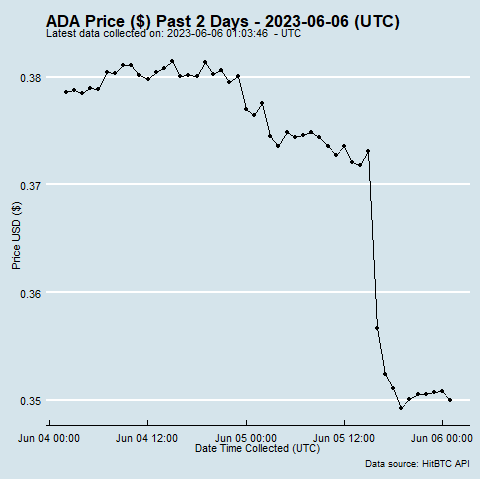 ADA Price ($) Past 2 Days - 2023-06-06 (UTC)
Latest data collected on: 2023-06-06 01:03:46  - UTC
0.38
0.37
0.36
0.35
Price USD ($)
Jun 04 00:00 Jun 04 12:00 Jun 05 00:00 Jun 05 12:00 Jun 06 00:00
Date Time Collected (UTC)
Data source: HitBTC API